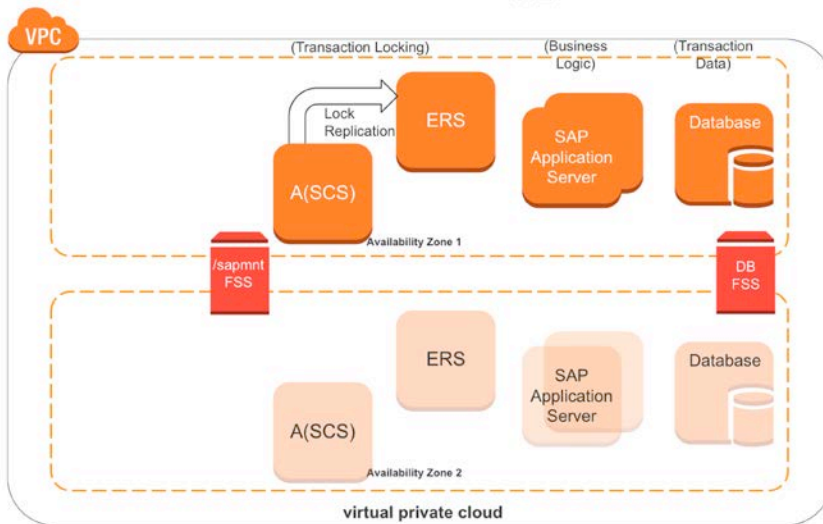 VPC
(Transaction Locking)
(Business
Logic)
(Transaction
Data)
Lock
Replication
ERS
SAP
Application
Server
Database
A(SCS)
Availability Zone 1
/sapmnt
FSS
DB
FSS
ERS
SAP
Application
Server
Database
A(SCS)
Availability Zone 2
virtual private cloud